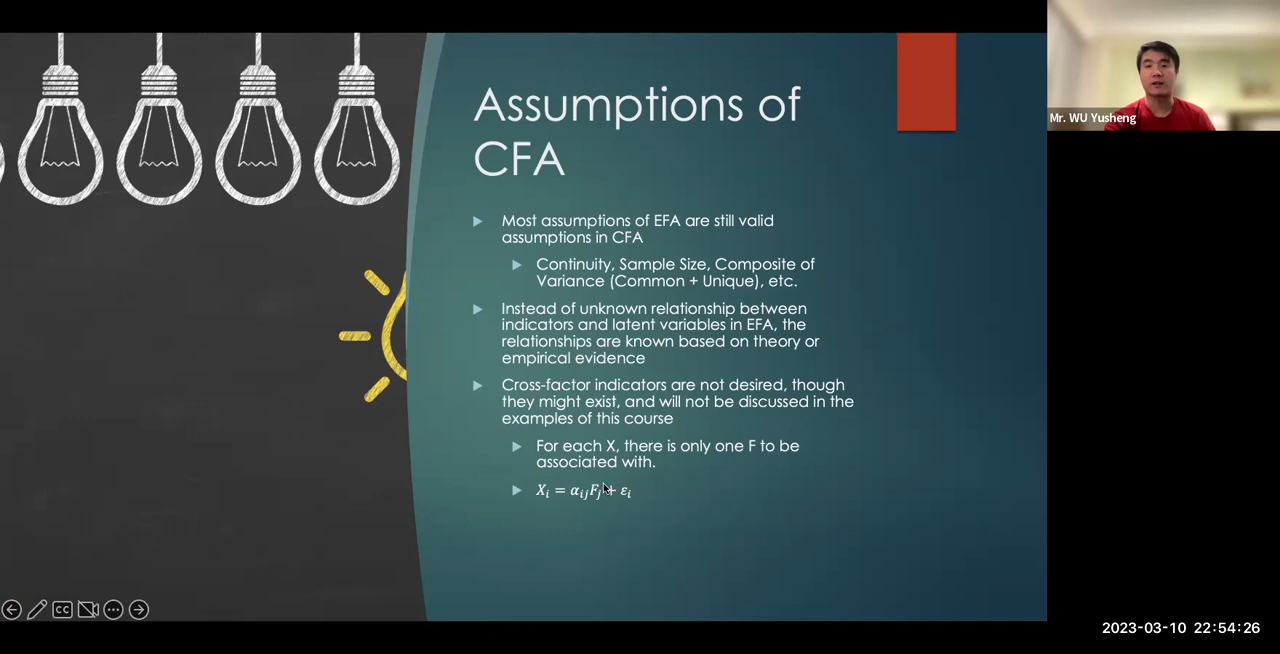 Assumptions of
CFA
Most assumptions of EFA are still valid
assumptions in CFA
Continuity, Sample Size, Composite of
Variance (Common + Unique), etc.
Instead of unknown relationship between
indicators and latent variables in EFA, the
relationships are known based on theory or
empirical evidence
Cross-factor indicators are not desired, though
they might exist, and will not be discussed in the
examples of this course
For each X, there is only one F to be
associated with.
Xᵢ = αᵢⱼFⱼ + εᵢ
Mr. WU Yusheng
CC
2023-03-10 22:54:26